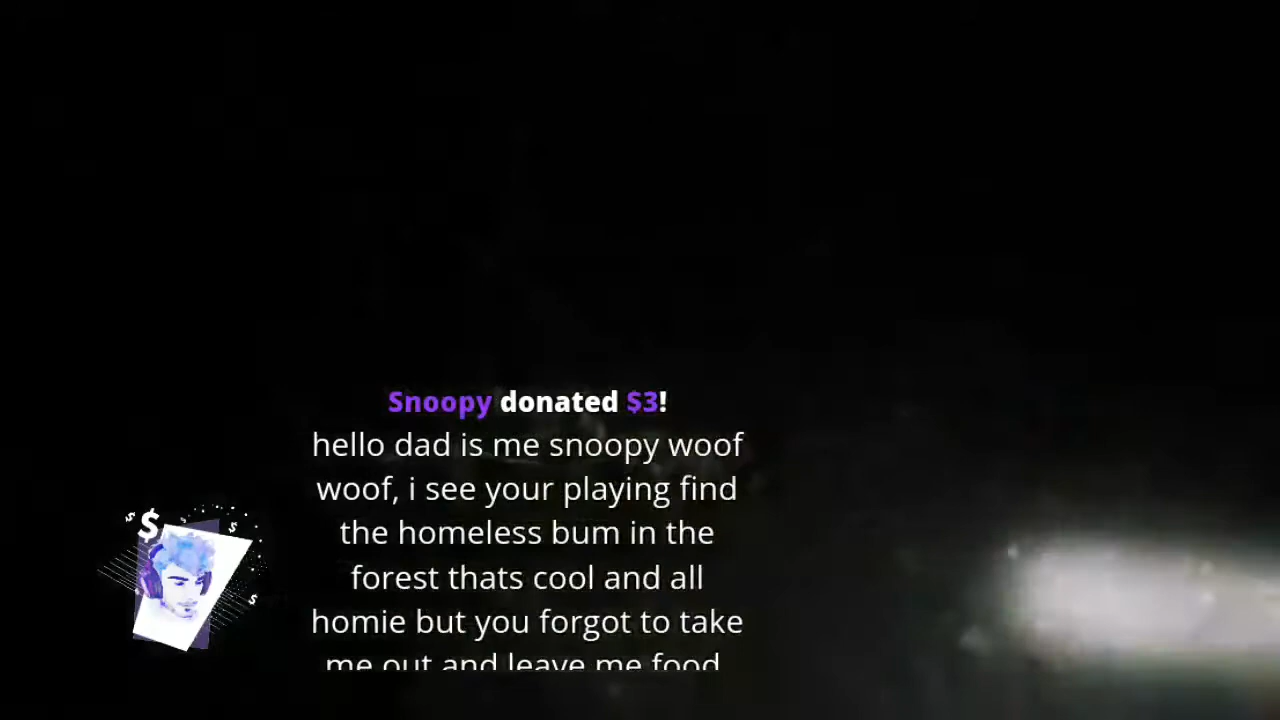 Snoopy donated $3!
hello dad is me snoopy woof
woof, i see your playing find
the homeless bum in the
forest thats cool and all
homie but you forgot to take
me out and leave me food